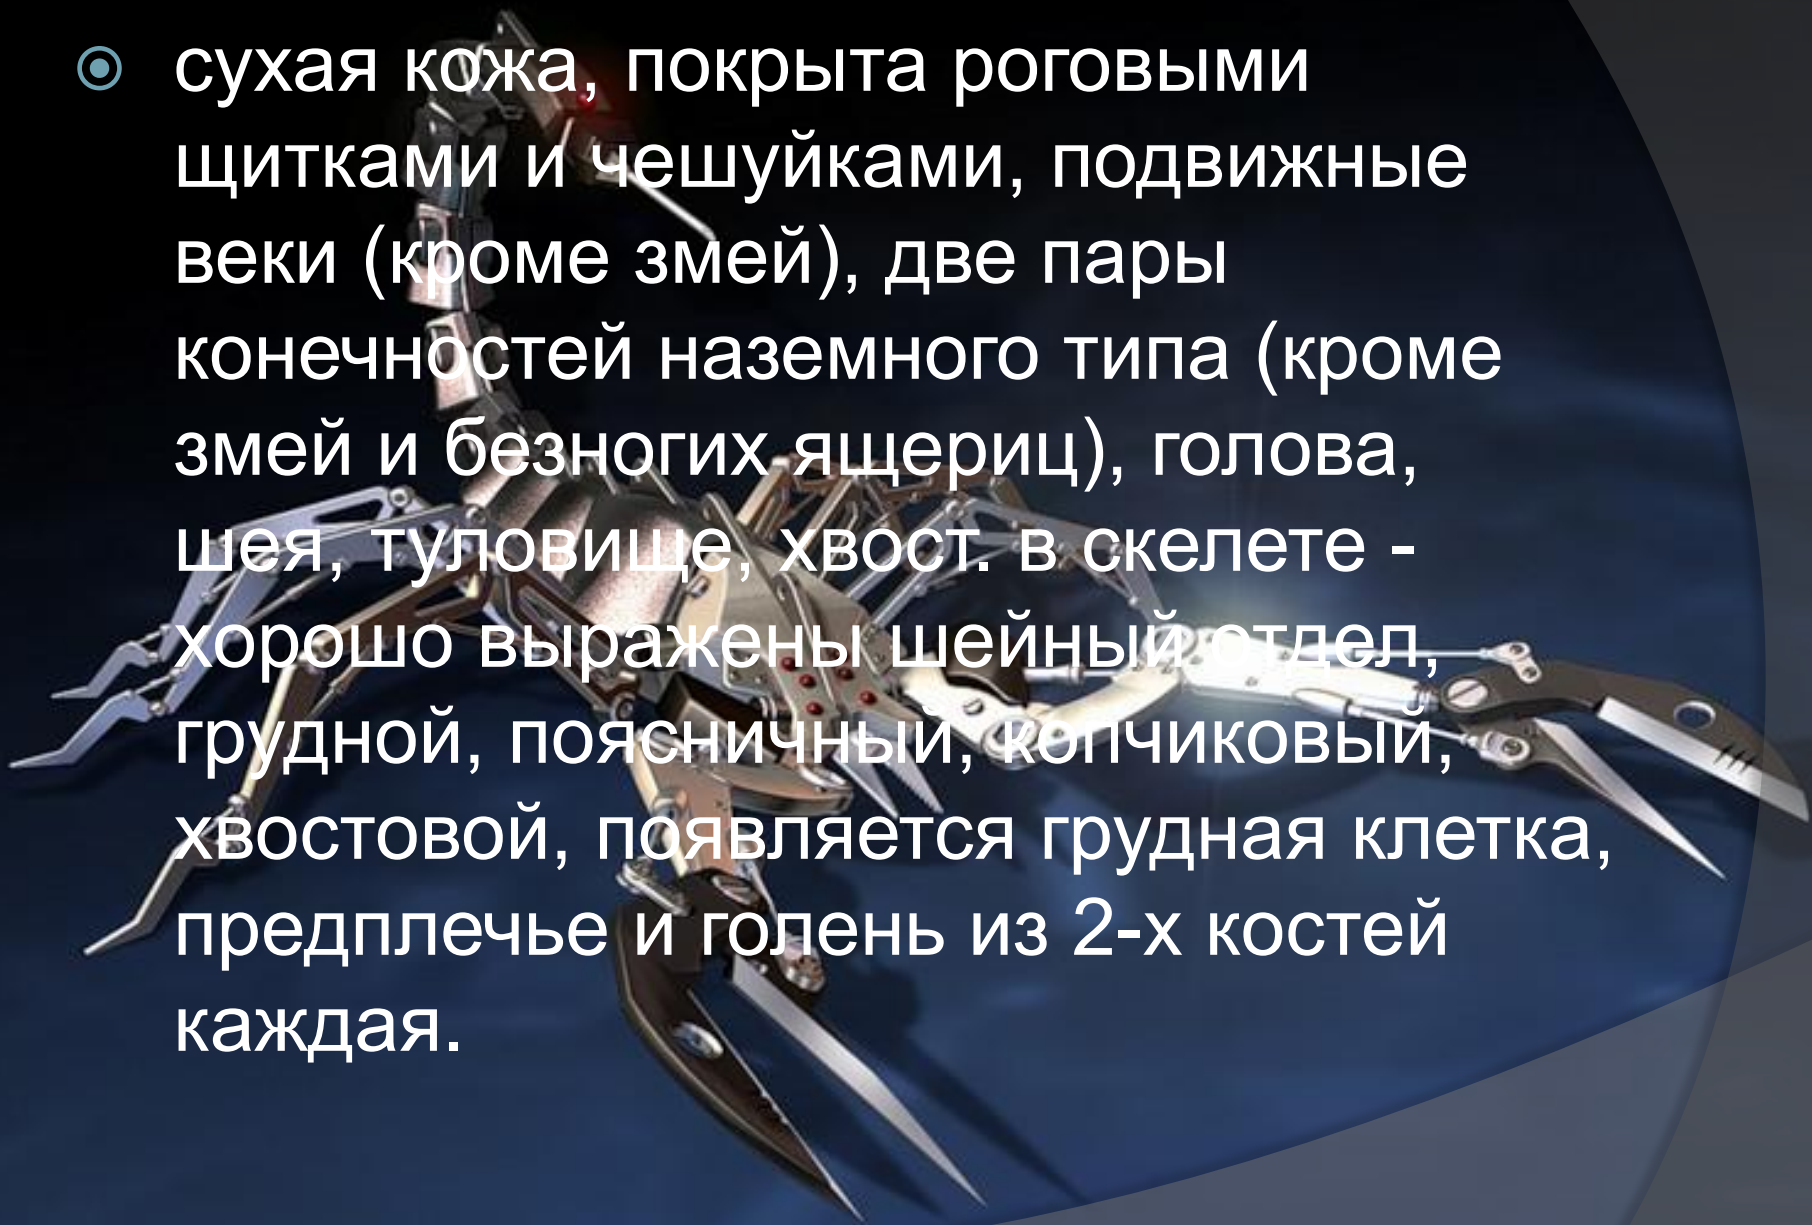 сухая кожа, покрыта роговыми
щитками и чешуйками, подвижные
веки (кроме змей), две пары
конечностей наземного типа (кроме
змей и безногих ящериц), голова,
шея, туловище, хвост. в скелете -
хорошо выражены шейный отдел,
грудной, поясничный, копчиковый,
хвостовой, появляется грудная клетка,
предплечье и голень из 2-х костей
каждая.